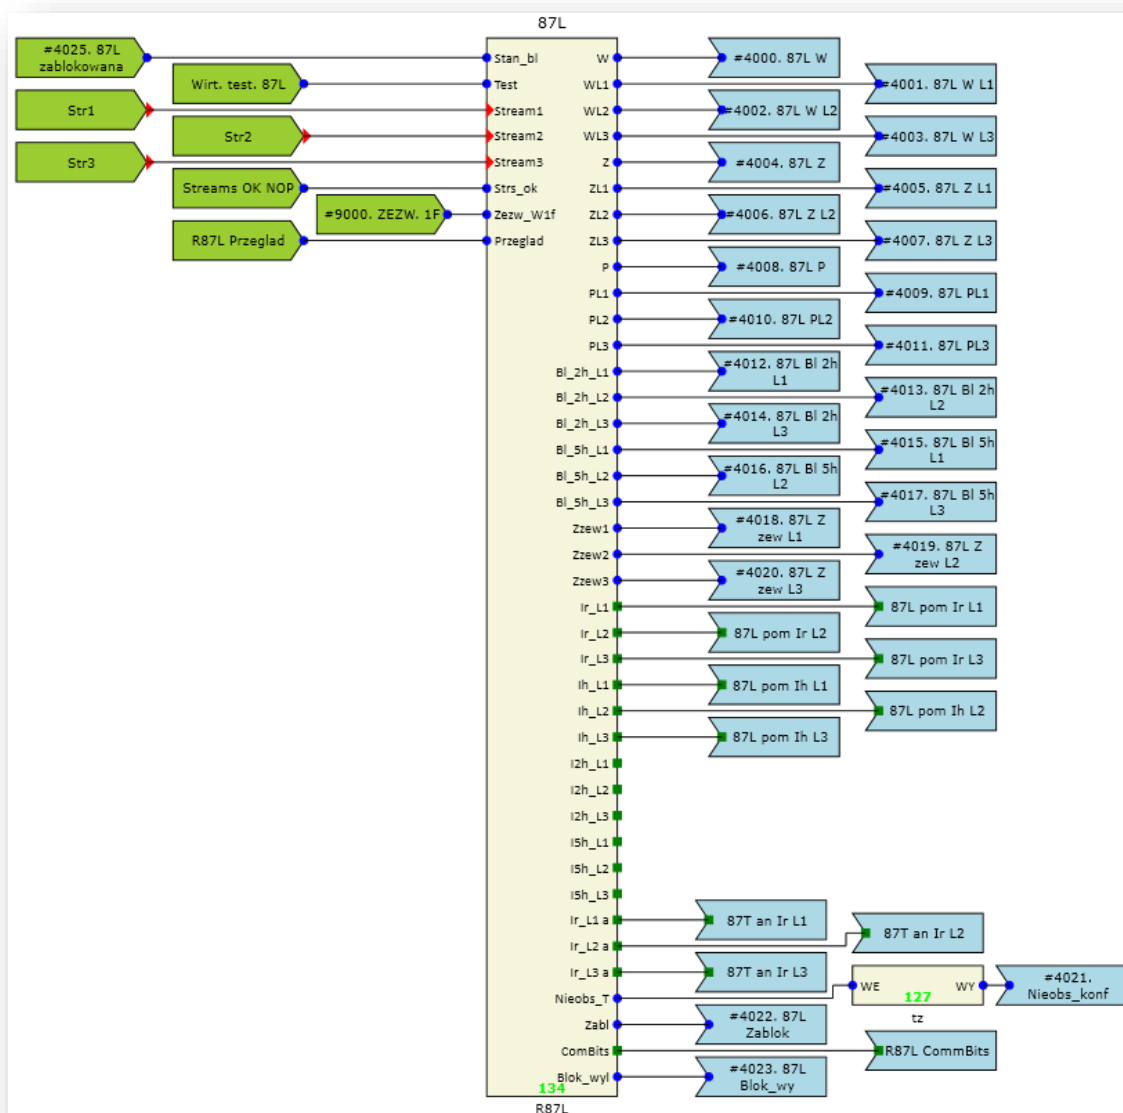 87L
#4025. 87L
zablokowana
Stan_bl
W
#4000. 87L W
Wirt. test. 87L
Test
WL1
#4001. 87L W L1
Str1
Stream1
WL2
#4002. 87L W L2
Str2
Stream2
WL3
#4003. 87L W L3
Str3
Stream3
Z
#4004. 87L Z
Streams OK NOP
Strs_ok
ZL1
#4005. 87L Z L1
#9000. ZEZW. 1F
Zezw_W1f
ZL2
#4006. 87L Z L2
R87L Przeglad
Przeglad
ZL3
#4007. 87L Z L3
P
#4008. 87L P
PL1
#4009. 87L PL1
PL2
#4010. 87L PL2
PL3
#4011. 87L PL3
Bl_2h_L1
#4012. 87L Bl 2h
L1
Bl_2h_L2
#4013. 87L Bl 2h
L2
Bl_2h_L3
#4014. 87L Bl 2h
L3
Bl_5h_L1
#4015. 87L Bl 5h
L1
Bl_5h_L2
#4016. 87L Bl 5h
L2
Bl_5h_L3
#4017. 87L Bl 5h
L3
Zzew1
#4018. 87L Z
zew L1
Zzew2
#4019. 87L Z
zew L2
Zzew3
#4020. 87L Z
zew L3
Ir_L1
87L pom Ir L1
Ir_L2
87L pom Ir L2
Ir_L3
87L pom Ir L3
Ih_L1
87L pom Ih L1
Ih_L2
87L pom Ih L2
Ih_L3
87L pom Ih L3
I2h_L1
I2h_L2
I2h_L3
I5h_L1
I5h_L2
I5h_L3
Ir_L1 a
87T an Ir L1
Ir_L2 a
87T an Ir L2
Ir_L3 a
87T an Ir L3
Nieobs_T
WE
WY
127
tz
#4021.
Nieobs_konf
Zabl
#4022. 87L
Zablok
ComBits
R87L CommBits
Blok_wyl
#4023. 87L
Blok_wy
134
R87L